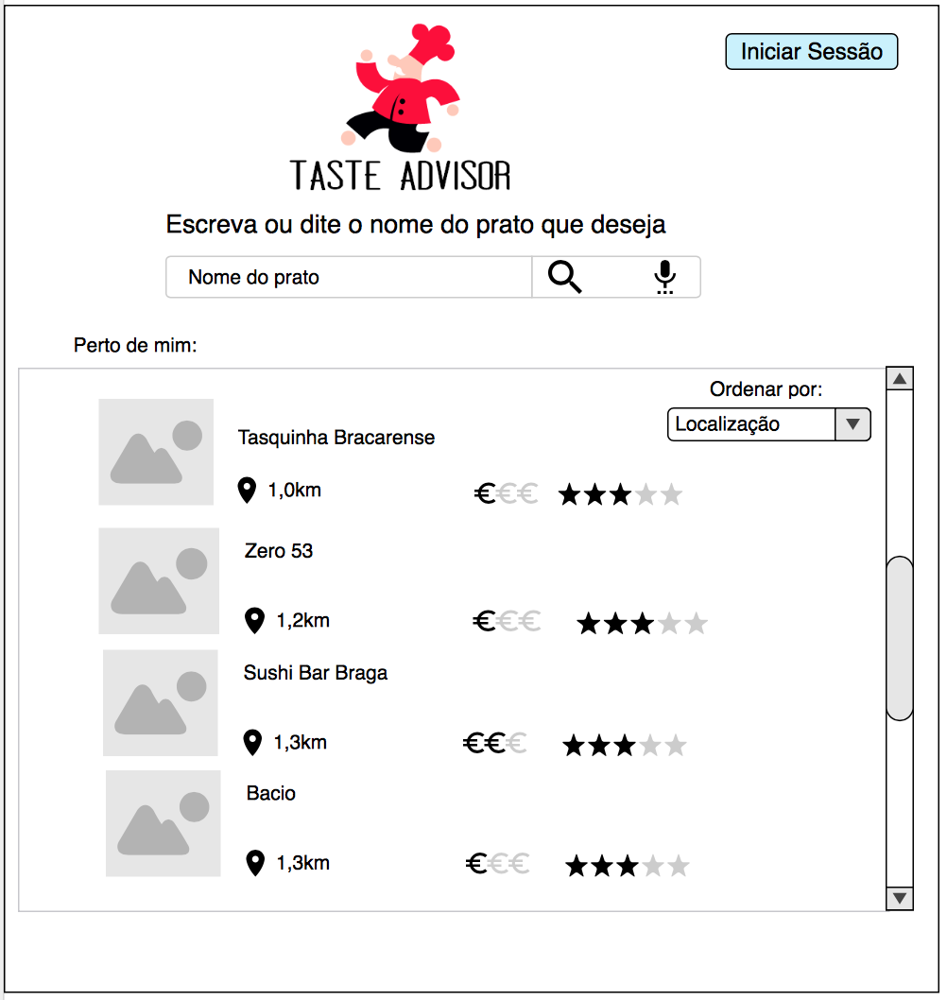 Iniciar Sessão
TASTE ADVISOR
Escreva ou dite o nome do prato que deseja
Nome do prato
Perto de mim:
Ordenar por:
Localização
Tasquinha Bracarense
1,0km
€€€
Zero 53
1,2km
€€€
Sushi Bar Braga
1,3km
€€€
Bacio
1,3km
€€€